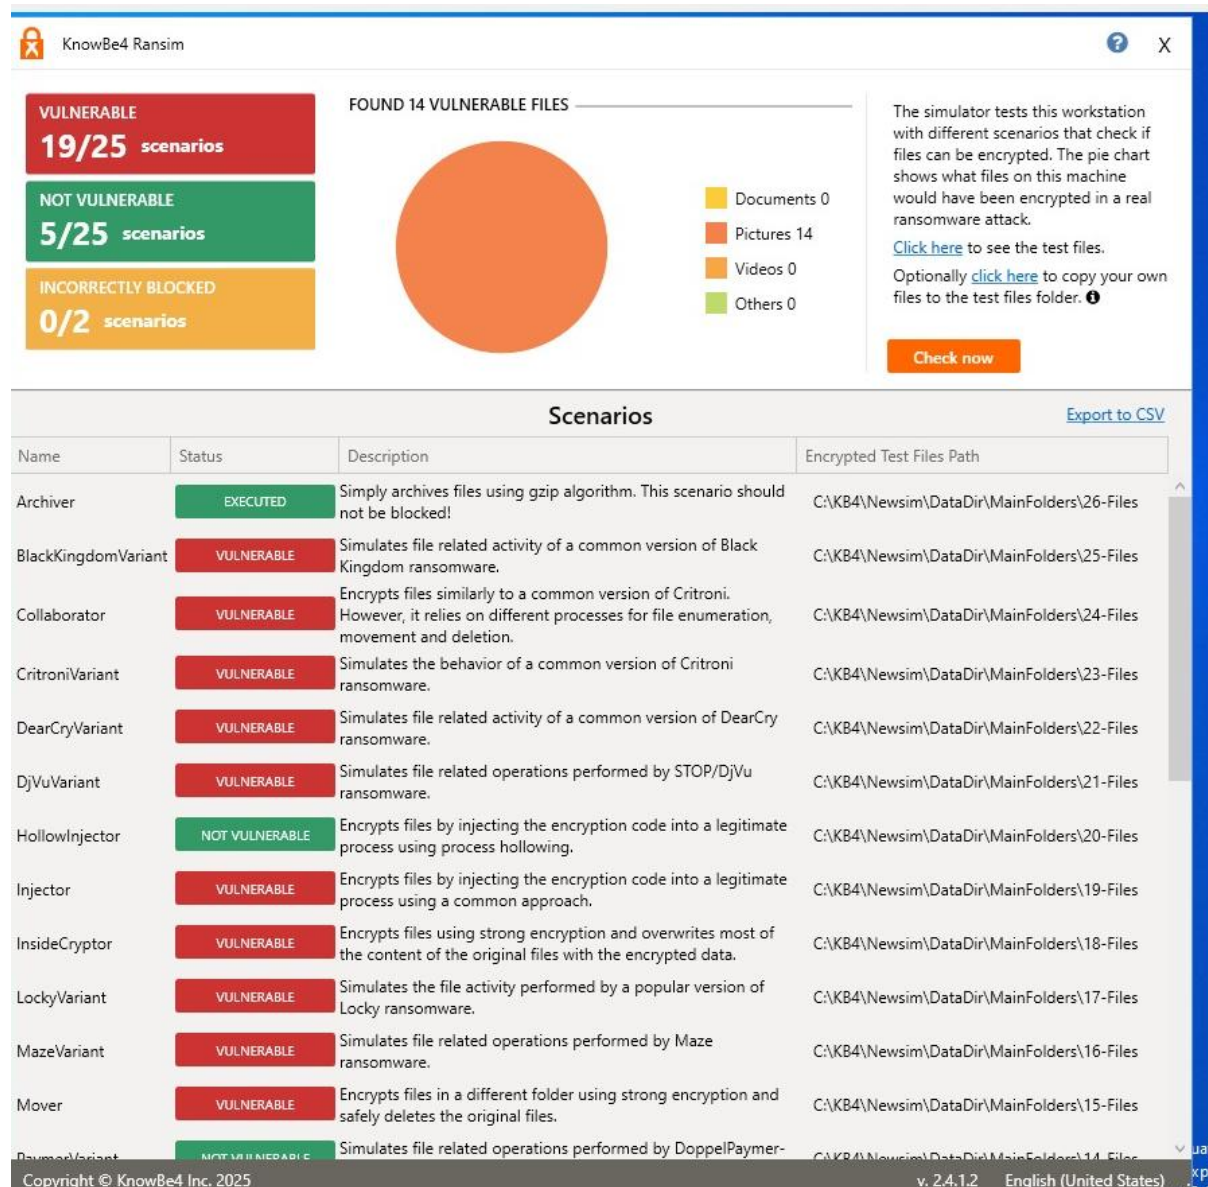 KnowBe4 Ransim
? X
VULNERABLE
19/25 scenarios
NOT VULNERABLE
5/25 scenarios
INCORRECTLY BLOCKED
0/2 scenarios
FOUND 14 VULNERABLE FILES
Documents 0
Pictures 14
Videos 0
Others 0
The simulator tests this workstation
with different scenarios that check if
files can be encrypted. The pie chart
shows what files on this machine
would have been encrypted in a real
ransomware attack.
Click here to see the test files.
Optionally click here to copy your own
files to the test files folder.
Check now
Scenarios
Export to CSV
Name Status Description Encrypted Test Files Path
Archiver EXECUTED Simply archives files using gzip algorithm. This scenario should
not be blocked!
C:\KB4\Newsim\DataDir\MainFolders\26-Files
BlackKingdomVariant VULNERABLE Simulates file related activity of a common version of Black
Kingdom ransomware.
C:\KB4\Newsim\DataDir\MainFolders\25-Files
Collaborator VULNERABLE Encrypts files similarly to a common version of Critroni.
However, it relies on different processes for file enumeration,
movement and deletion.
C:\KB4\Newsim\DataDir\MainFolders\24-Files
CritroniVariant VULNERABLE Simulates the behavior of a common version of Critroni
ransomware.
C:\KB4\Newsim\DataDir\MainFolders\23-Files
DearCryVariant VULNERABLE Simulates file related activity of a common version of DearCry
ransomware.
C:\KB4\Newsim\DataDir\MainFolders\22-Files
DjVuVariant VULNERABLE Simulates file related operations performed by STOP/DjVu
ransomware.
C:\KB4\Newsim\DataDir\MainFolders\21-Files
HollowInjector NOT VULNERABLE Encrypts files by injecting the encryption code into a legitimate
process using process hollowing.
C:\KB4\Newsim\DataDir\MainFolders\20-Files
Injector VULNERABLE Encrypts files by injecting the encryption code into a legitimate
process using a common approach.
C:\KB4\Newsim\DataDir\MainFolders\19-Files
InsideCryptor VULNERABLE Encrypts files using strong encryption and overwrites most of
the content of the original files with the encrypted data.
C:\KB4\Newsim\DataDir\MainFolders\18-Files
LockyVariant VULNERABLE Simulates the file activity performed by a popular version of
Locky ransomware.
C:\KB4\Newsim\DataDir\MainFolders\17-Files
MazeVariant VULNERABLE Simulates file related operations performed by Maze
ransomware.
C:\KB4\Newsim\DataDir\MainFolders\16-Files
Mover VULNERABLE Encrypts files in a different folder using strong encryption and
safely deletes the original files.
C:\KB4\Newsim\DataDir\MainFolders\15-Files
PaymerVariant NOT VULNERABLE Simulates file related operations performed by DoppelPaymer-
C:\KB4\Newsim\DataDir\MainFolders\14-Files
Copyright © KnowBe4 Inc. 2025 v. 2.4.1.2 English (United States)